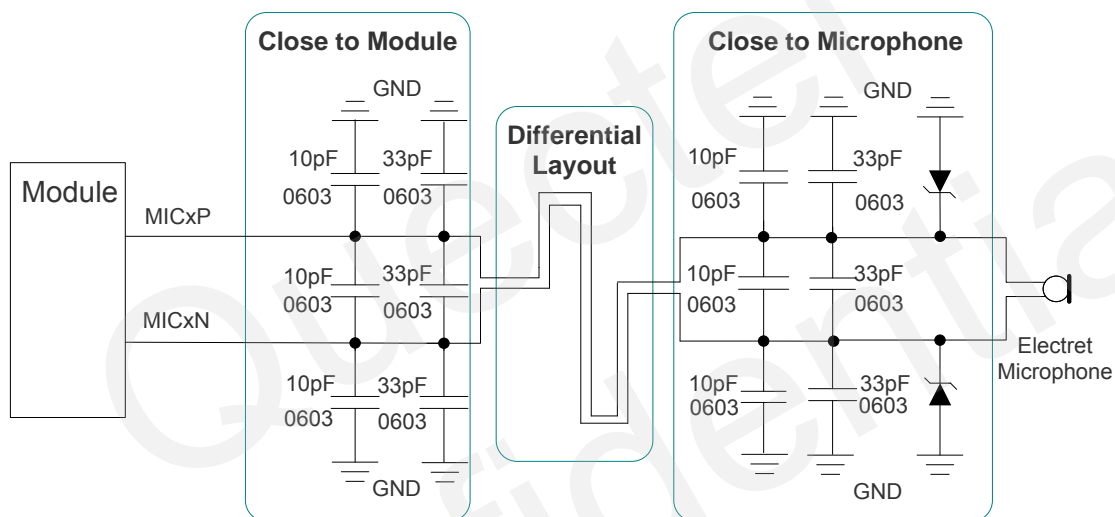 Close to Module
Close to Microphone
GND
GND
Differential
Layout
10pF
33pF
0603
0603
10pF
33pF
0603
0603
Module
MICxP
10pF
33pF
0603
0603
10pF
33pF
0603
0603
MICxN
Electret
Microphone
10pF
33pF
0603
0603
10pF
33pF
0603
0603
GND
GND
Quectel